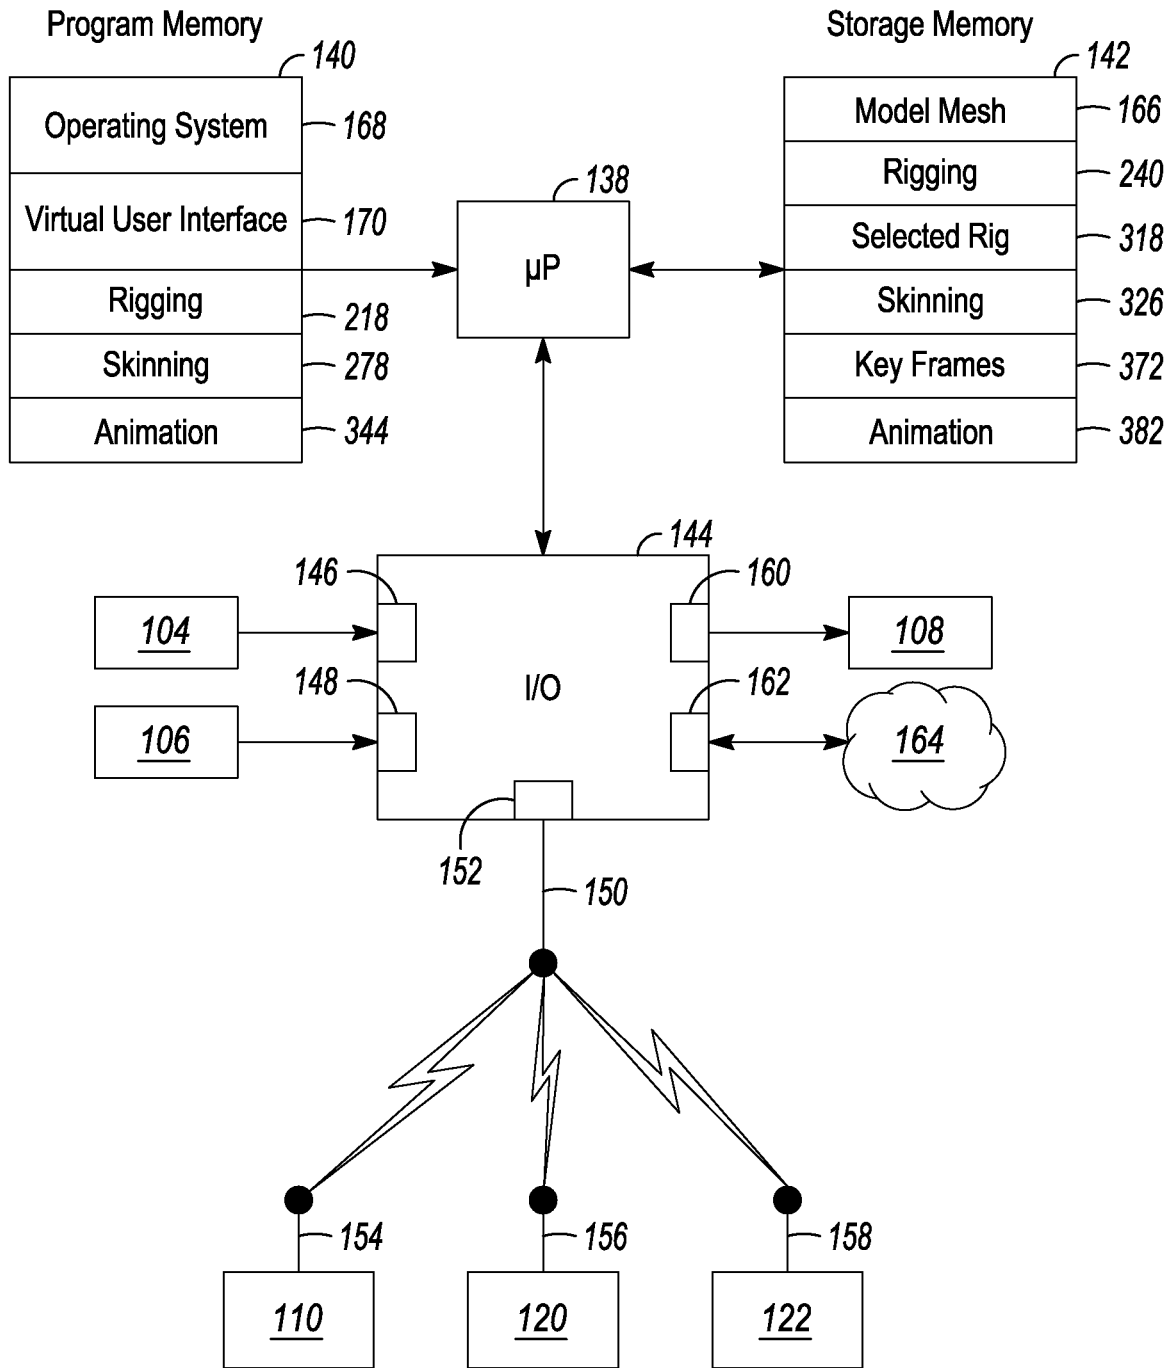 Program Memory
Storage Memory
140
142
Operating System
168
Virtual User Interface
170
Rigging
218
Skinning
278
Animation
344
138
µP
Model Mesh
166
Rigging
240
Selected Rig
318
Skinning
326
Key Frames
372
Animation
382
144
146
160
104
108
148
I/O
162
106
164
152
150
154
156
158
110
120
122